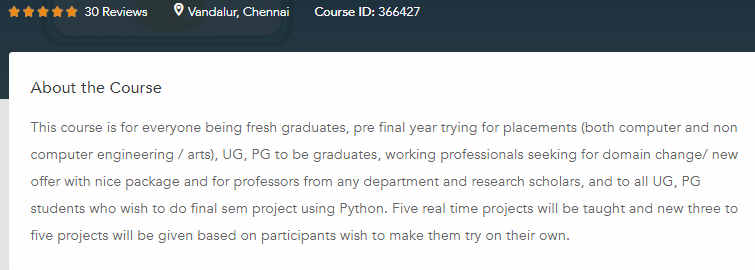 30 Reviews Vandalur, Chennai Course ID: 366427
About the Course
This course is for everyone being fresh graduates, pre final year trying for placements (both computer and non
computer engineering / arts), UG, PG to be graduates, working professionals seeking for domain change/ new
offer with nice package and for professors from any department and research scholars, and to all UG, PG
students who wish to do final sem project using Python. Five real time projects will be taught and new three to
five projects will be given based on participants wish to make them try on their own.